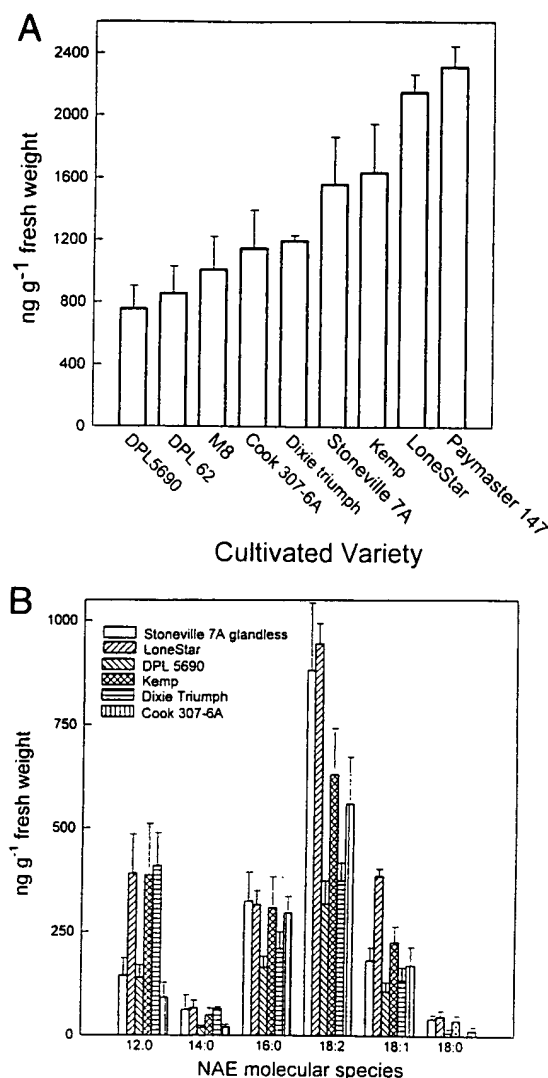 A
2400
2000
1600
1200
800
400
0
ng g-1 fresh weight
DPL5690
DPL 62
M8
Cook 307-6A
Dixie triumph
Stoneville 7A
Kemp
LoneStar
Paymaster 147
Cultivated Variety
B
1000
750
500
250
0
ng g-1 fresh weight
Stoneville 7A glandless
LoneStar
DPL 5690
Kemp
Dixie Triumph
Cook 307-6A
12:0 14:0 16:0 18:2 18:1 18:0
NAE molecular species